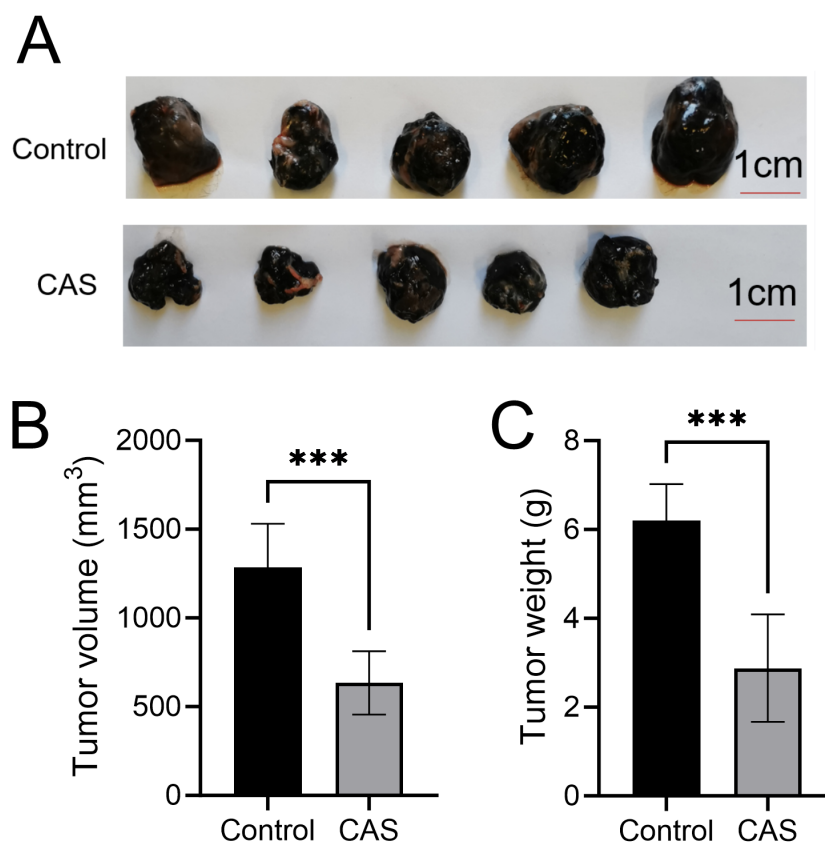 A
Control
1cm
CAS
1cm
B
Tumor volume (mm³)
2000
1500
1000
500
0
***
Control CAS
C
Tumor weight (g)
8
6
4
2
0
***
Control CAS